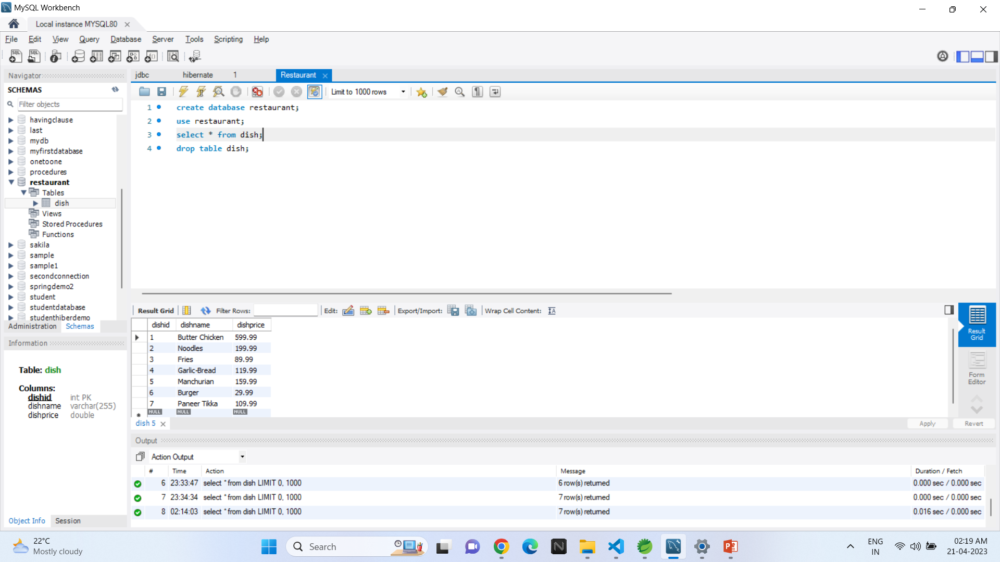 MySQL Workbench
Local instance MYSQL80
File Edit View Query Database Server Tools Scripting Help
Navigator
SCHEMAS
Filter objects
havingclause
last
mydb
myfirstdatabase
onetoone
procedures
restaurant
Tables
dish
Views
Stored Procedures
Functions
sakila
sample
sample1
secondconnection
springdemo2
student
studentdatabase
studenthiberdemo
Administration Schemas
Information
Table: dish
Columns:
dishid int PK
dishname varchar(255)
dishprice double
Object Info Session
jdbc hibernate 1 Restaurant
Limit to 1000 rows
1 create database restaurant;
2 use restaurant;
3 select * from dish;
4 drop table dish;
Result Grid Filter Rows: Edit: Export/Import: Wrap Cell Content:
dishid dishname dishprice
1 Butter Chicken 599.99
2 Noodles 199.99
3 Fries 89.99
4 Garlic-Bread 119.99
5 Manchurian 159.99
6 Burger 29.99
7 Paneer Tikka 109.99
NULL NULL NULL
Result
Grid
Form
Editor
dish 5 Apply Revert
Output
Action Output
# Time Action Message Duration / Fetch
6 23:33:47 select * from dish LIMIT 0, 1000 6 row(s) returned 0.000 sec / 0.000 sec
7 23:34:34 select * from dish LIMIT 0, 1000 7 row(s) returned 0.000 sec / 0.000 sec
8 02:14:03 select * from dish LIMIT 0, 1000 7 row(s) returned 0.016 sec / 0.000 sec
22°C
Mostly cloudy
Search
ENG
IN
02:19 AM
21-04-2023